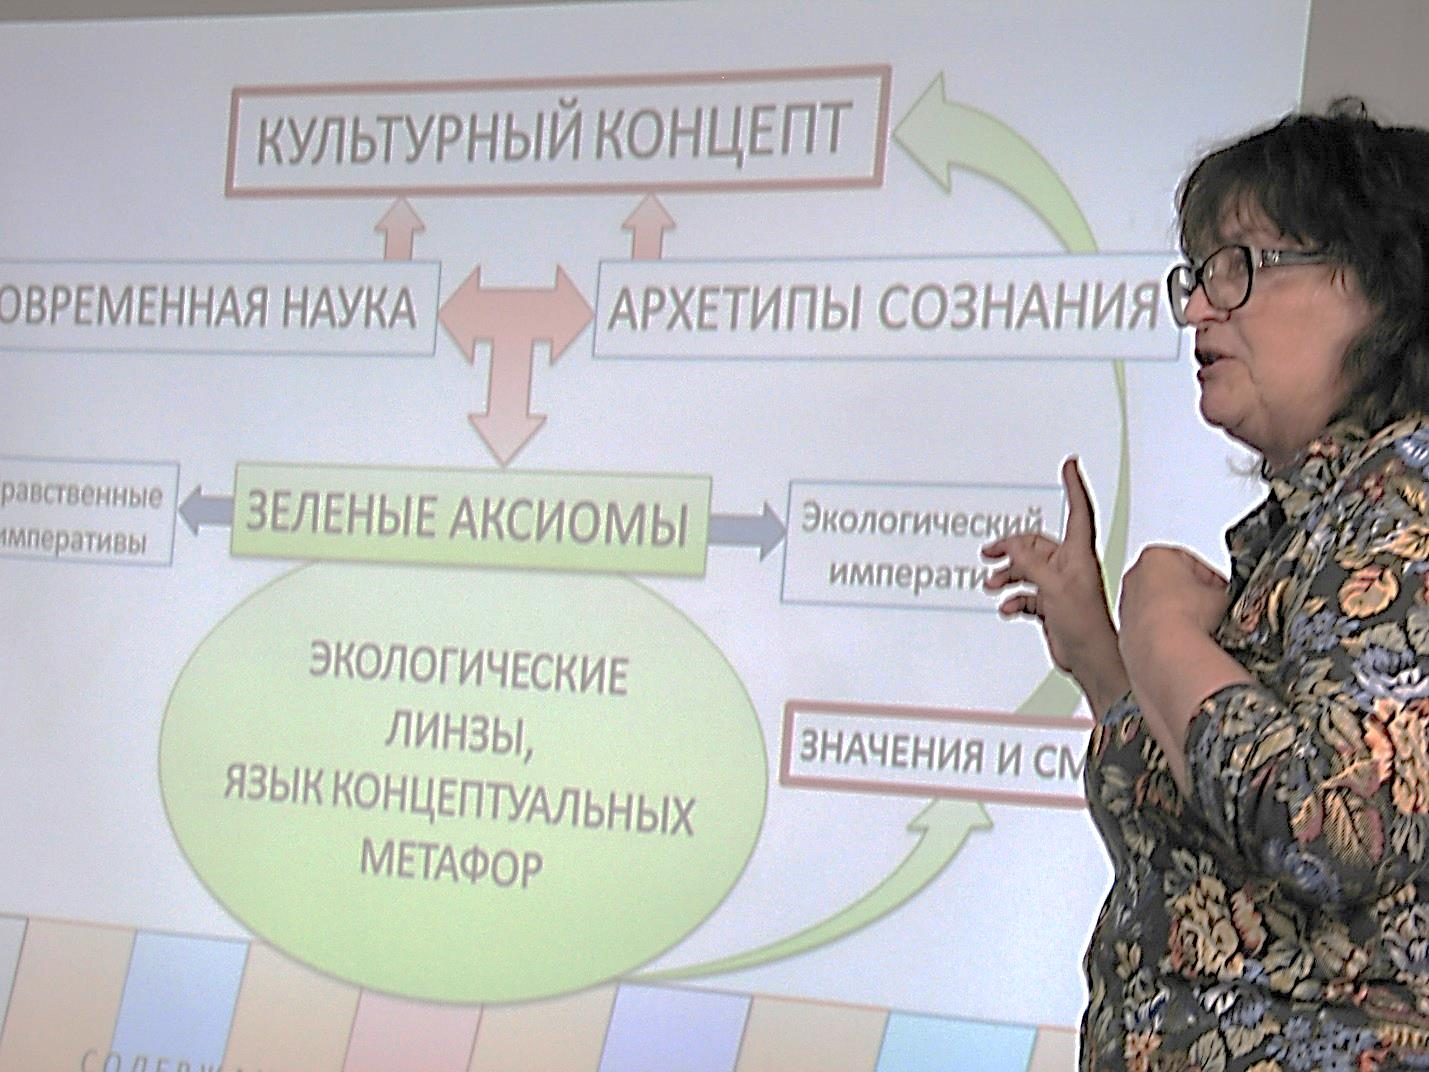 КУЛЬТУРНЫЙ КОНЦЕПТ
ОВРЕМЕННАЯ НАУКА
АРХЕТИПЫ СОЗНАНИЯ
равственные
императивы
ЗЕЛЕНЫЕ АКСИОМЫ
Экологический
императи
ЭКОЛОГИЧЕСКИЕ
ЛИНЗЫ,
ЯЗЫК КОНЦЕПТУАЛЬНЫХ
МЕТАФОР
ЗНАЧЕНИЯ И СМ